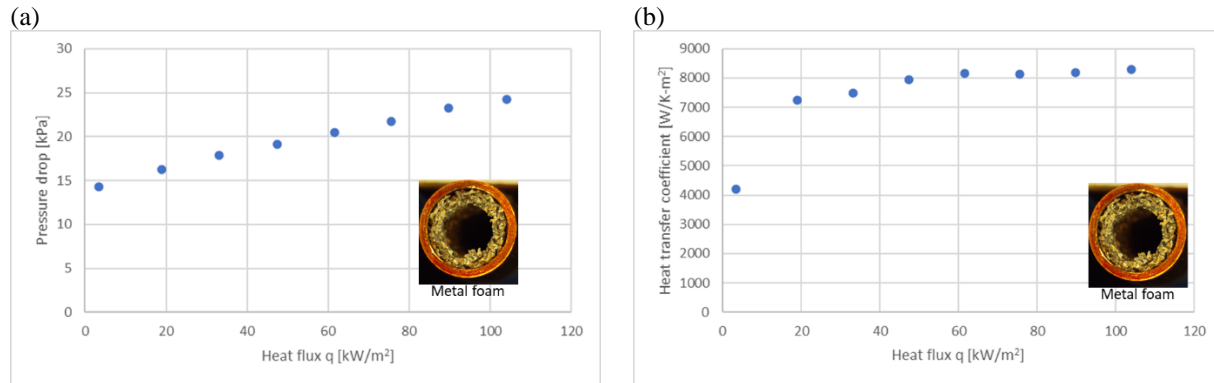 (a)
30
25
20
15
10
5
0
Pressure drop [kPa]
0 20 40 60 80 100 120
Heat flux q [kW/m²]
Metal foam
(b)
9000
8000
7000
6000
5000
4000
3000
2000
1000
0
Heat transfer coefficient [W/K-m²]
0 20 40 60 80 100 120
Heat flux q [kW/m²]
Metal foam